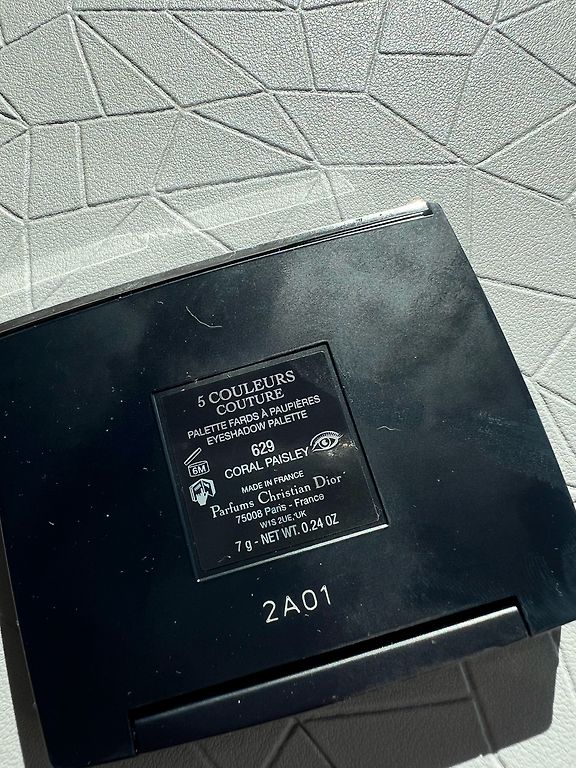 5 COULEURS
COUTURE
PALETTE FARDS À PAUPIÈRES
EYESHADOW PALETTE
629
CORAL PAISLEY
6M
MADE IN FRANCE
Parfums Christian Dior
75008 Paris - France
W1S 2UE, UK
7 g - NET WT. 0.24 OZ
2A01